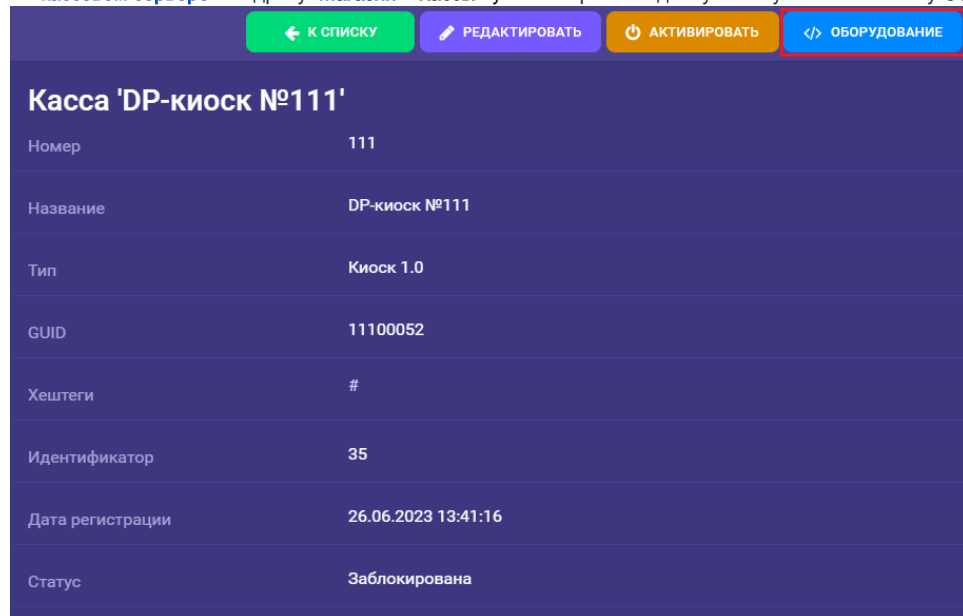 К СПИСКУ РЕДАКТИРОВАТЬ АКТИВИРОВАТЬ </> ОБОРУДОВАНИЕ
Касса 'DP-киоск №111'
Номер 111
Название DP-киоск №111
Тип Киоск 1.0
GUID 11100052
Хештеги #
Идентификатор 35
Дата регистрации 26.06.2023 13:41:16
Статус Заблокирована